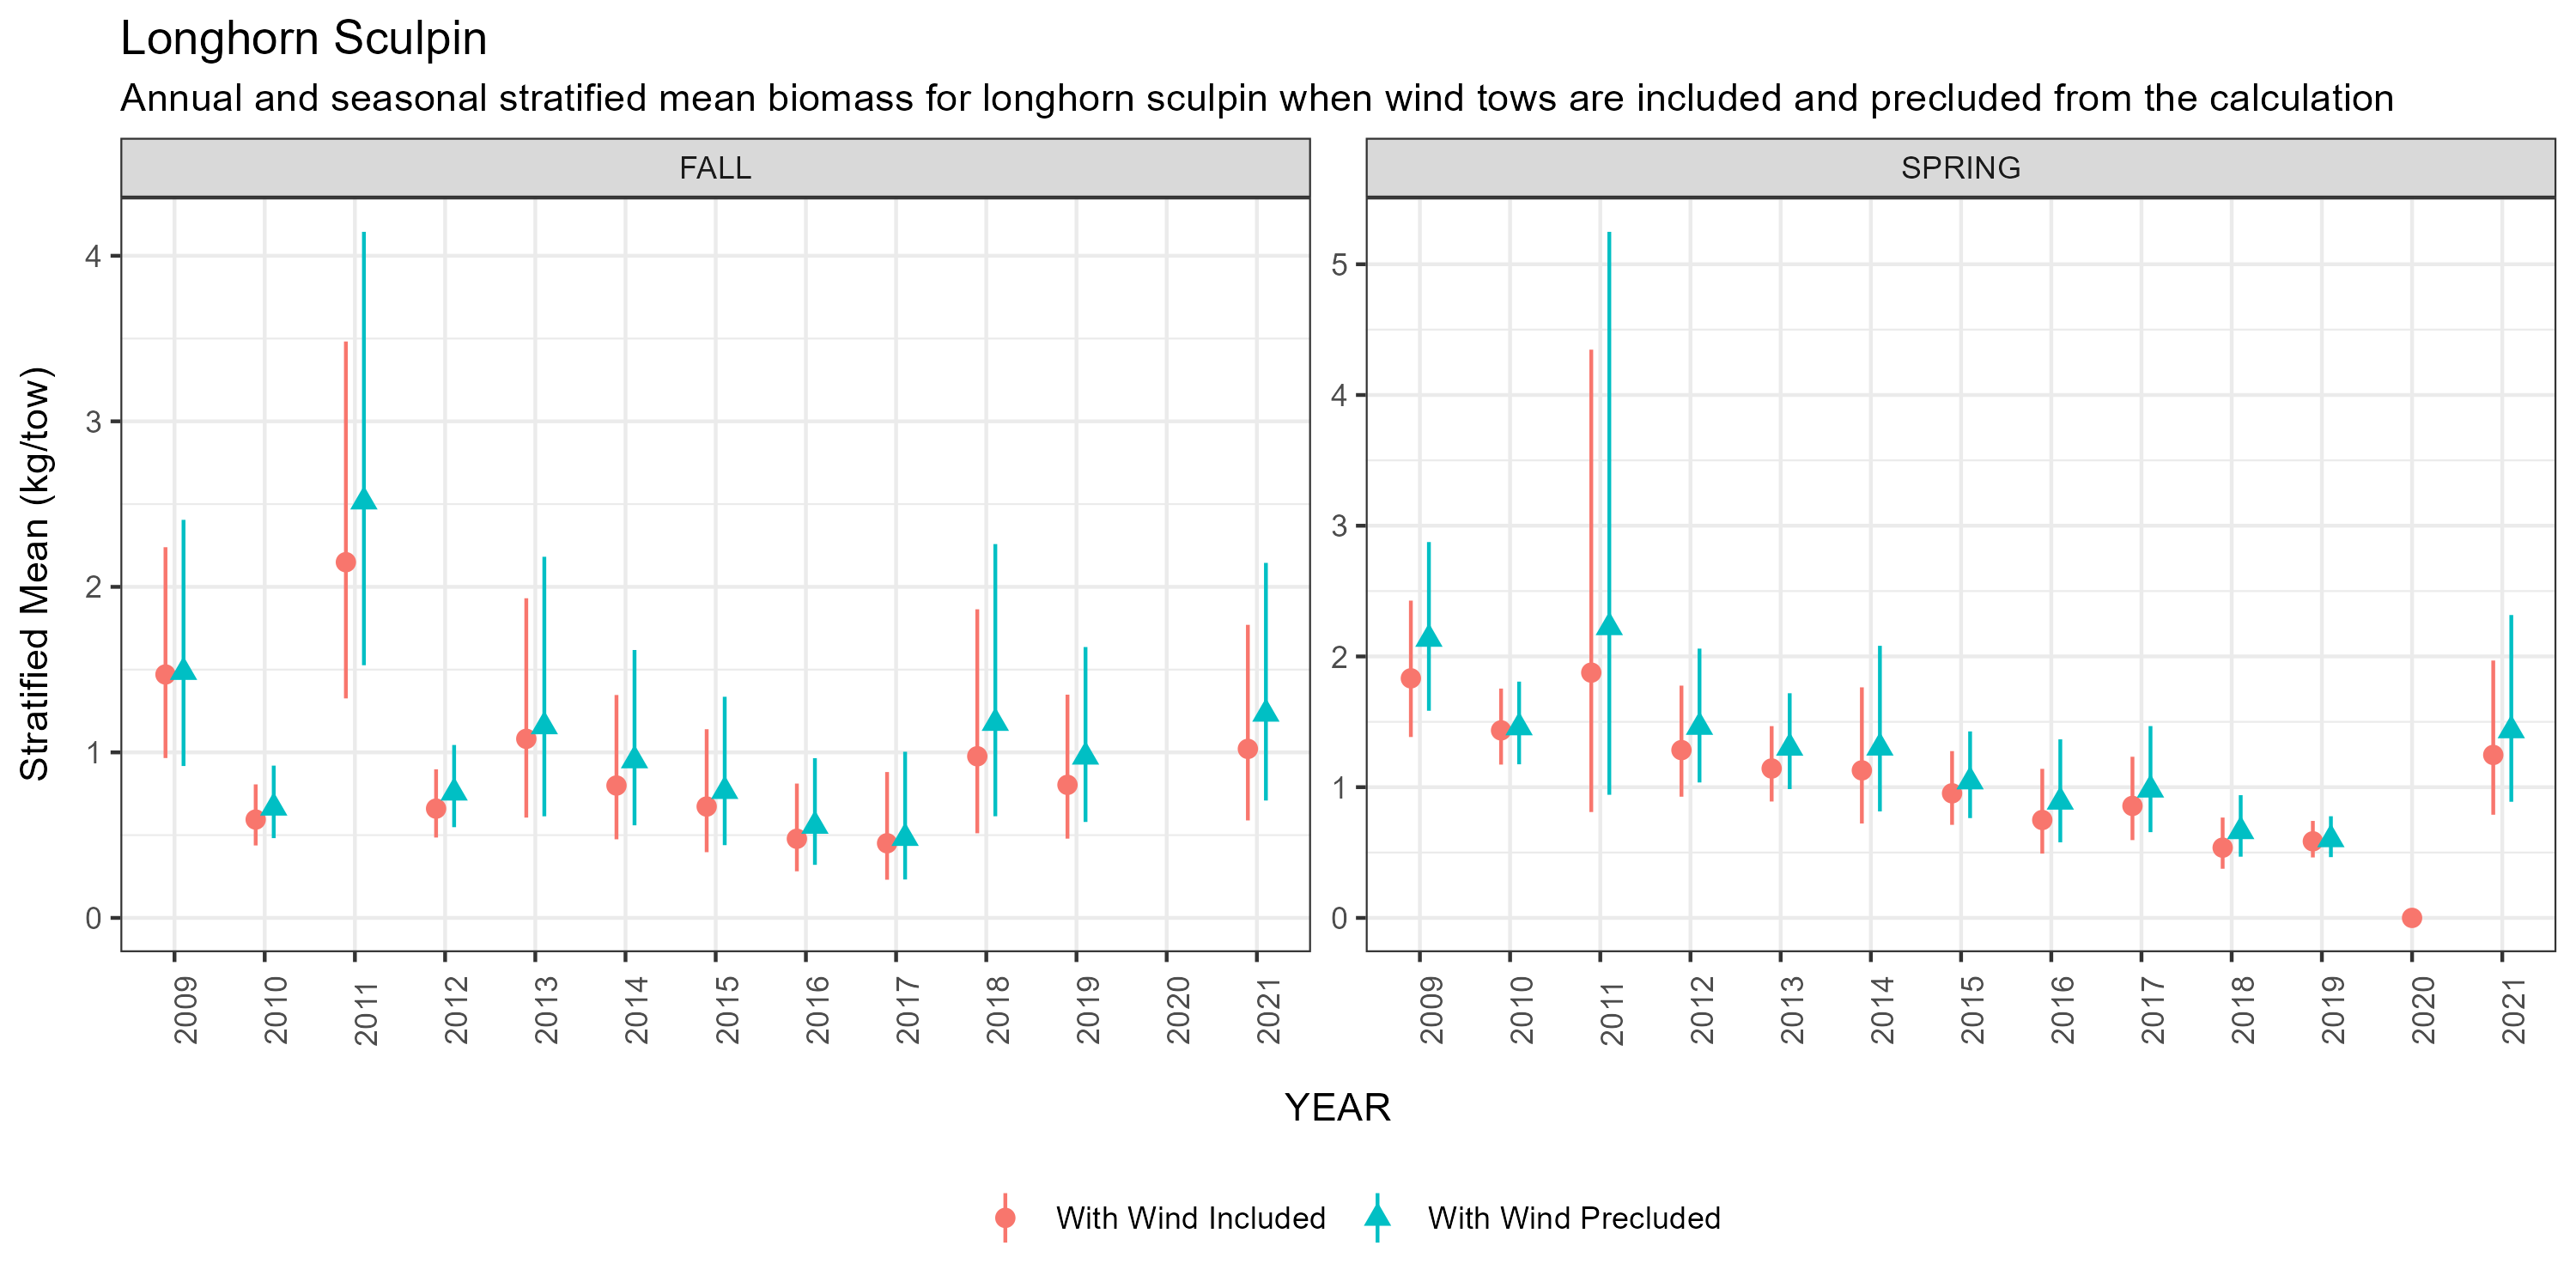 Longhorn Sculpin
Annual and seasonal stratified mean biomass for longhorn sculpin when wind tows are included and precluded from the calculation
FALL
SPRING
Stratified Mean (kg/tow)
4
3
2
1
0
5
4
3
2
1
0
2009 2010 2011 2012 2013 2014 2015 2016 2017 2018 2019 2020 2021
2009 2010 2011 2012 2013 2014 2015 2016 2017 2018 2019 2020 2021
YEAR
With Wind Included With Wind Precluded